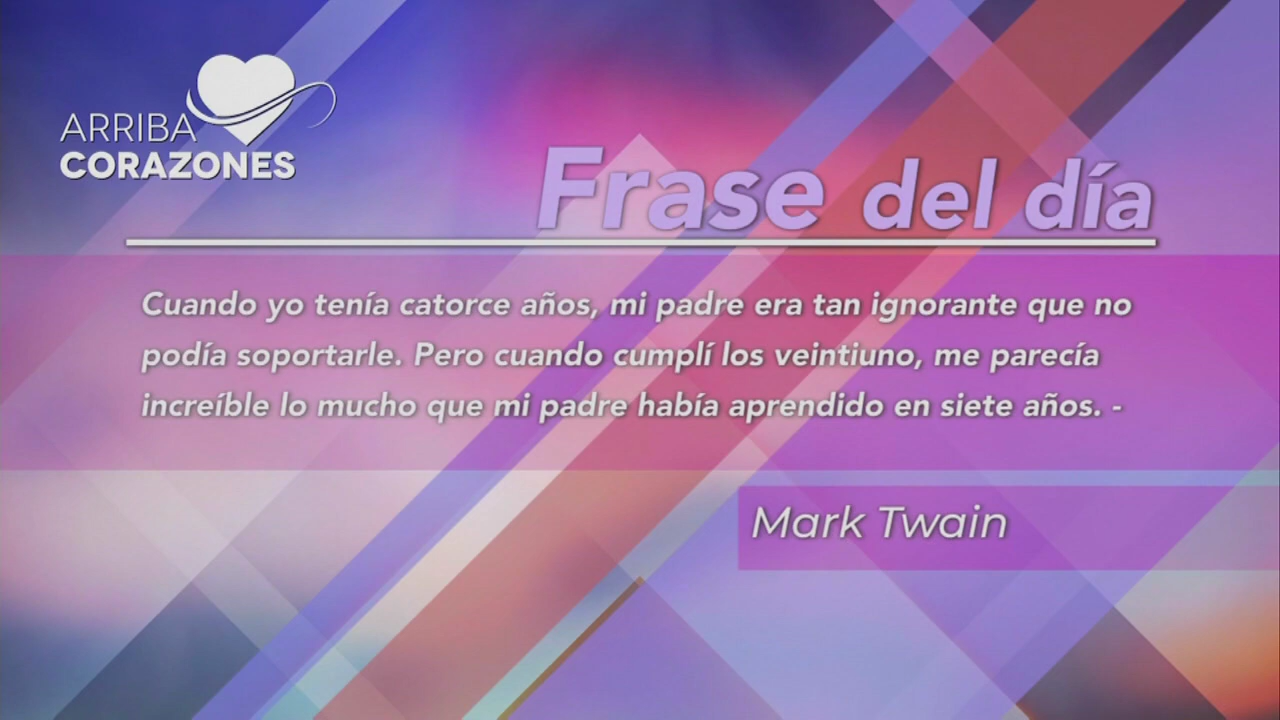 ARRIBA
CORAZONES
Frase del día
Cuando yo tenía catorce años, mi padre era tan ignorante que no
podía soportarle. Pero cuando cumplí los veintiuno, me parecía
increíble lo mucho que mi padre había aprendido en siete años. -
Mark Twain